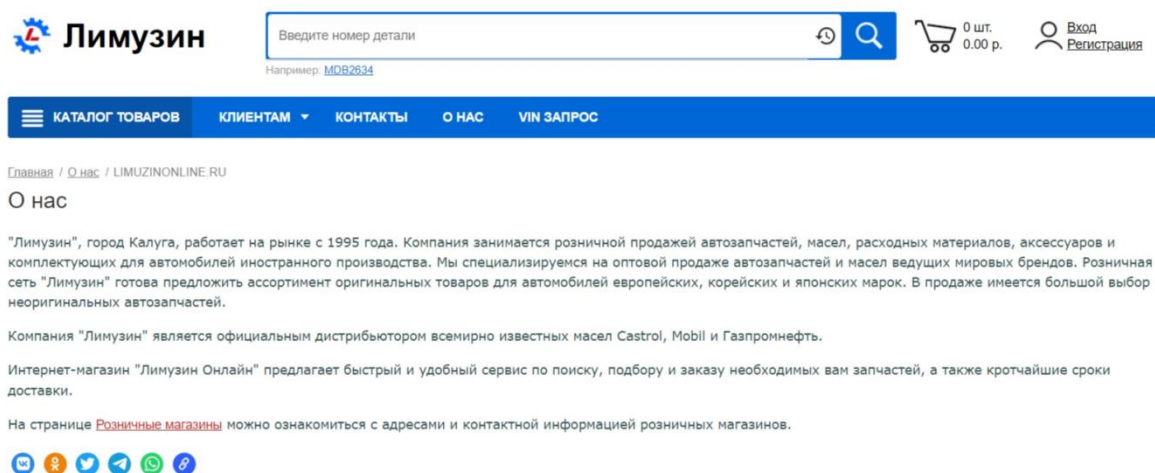 Лимузин
Введите номер детали
Например: MDB2634
0 шт.
0.00 р.
Вход
Регистрация
КАТАЛОГ ТОВАРОВ КЛИЕНТАМ КОНТАКТЫ О НАС VIN ЗАПРОС
Главная / О нас / LIMUZINONLINE.RU
О нас
"Лимузин", город Калуга, работает на рынке с 1995 года. Компания занимается розничной продажей автозапчастей, масел, расходных материалов, аксессуаров и
комплектующих для автомобилей иностранного производства. Мы специализируемся на оптовой продаже автозапчастей и масел ведущих мировых брендов. Розничная
сеть "Лимузин" готова предложить ассортимент оригинальных товаров для автомобилей европейских, корейских и японских марок. В продаже имеется большой выбор
неоригинальных автозапчастей.
Компания "Лимузин" является официальным дистрибьютором всемирно известных масел Castrol, Mobil и Газпромнефть.
Интернет-магазин "Лимузин Онлайн" предлагает быстрый и удобный сервис по поиску, подбору и заказу необходимых вам запчастей, а также кротчайшие сроки
доставки.
На странице Розничные магазины можно ознакомиться с адресами и контактной информацией розничных магазинов.